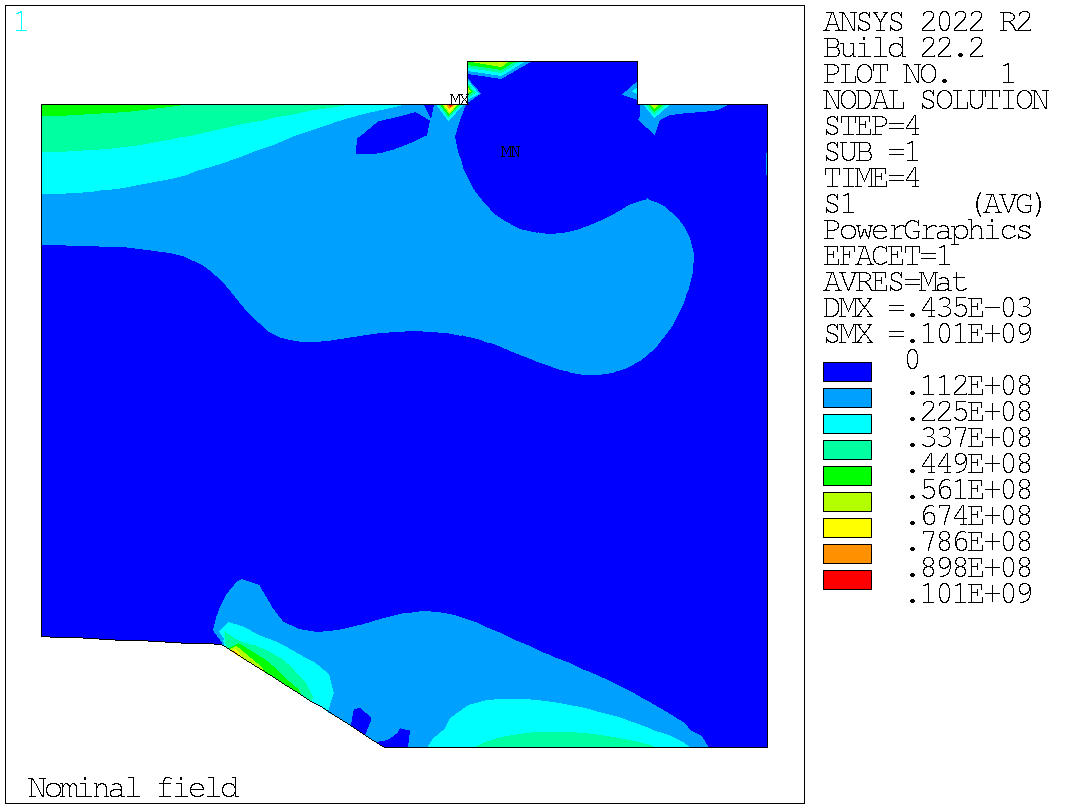 1
ANSYS 2022 R2
Build 22.2
PLOT NO. 1
NODAL SOLUTION
STEP=4
SUB =1
TIME=4
S1 (AVG)
PowerGraphics
EFACET=1
AVRES=Mat
DMX =.435E-03
SMX =.101E+09
0
.112E+08
.225E+08
.337E+08
.449E+08
.561E+08
.674E+08
.786E+08
.898E+08
.101E+09
MX
MN
Nominal field